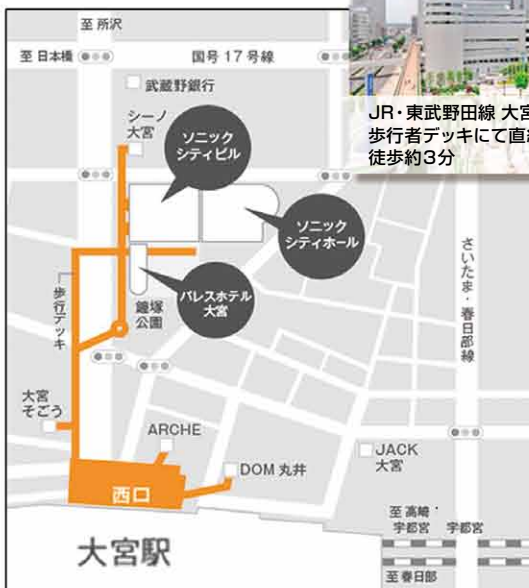 至 所沢
至 日本橋
国号 17 号線
武蔵野銀行
シーノ
大宮
ソニック
シティビル
ソニック
シティホール
パレスホテル
大宮
鐘塚
公園
歩行デッキ
さいたま・春日部線
JR・東武野田線 大宮
歩行者デッキにて直
徒歩約3分
大宮
そごう
ARCHE
DOM 丸井
JACK
大宮
西口
大宮駅
至 高崎・
宇都宮
宇都宮
至 春日部